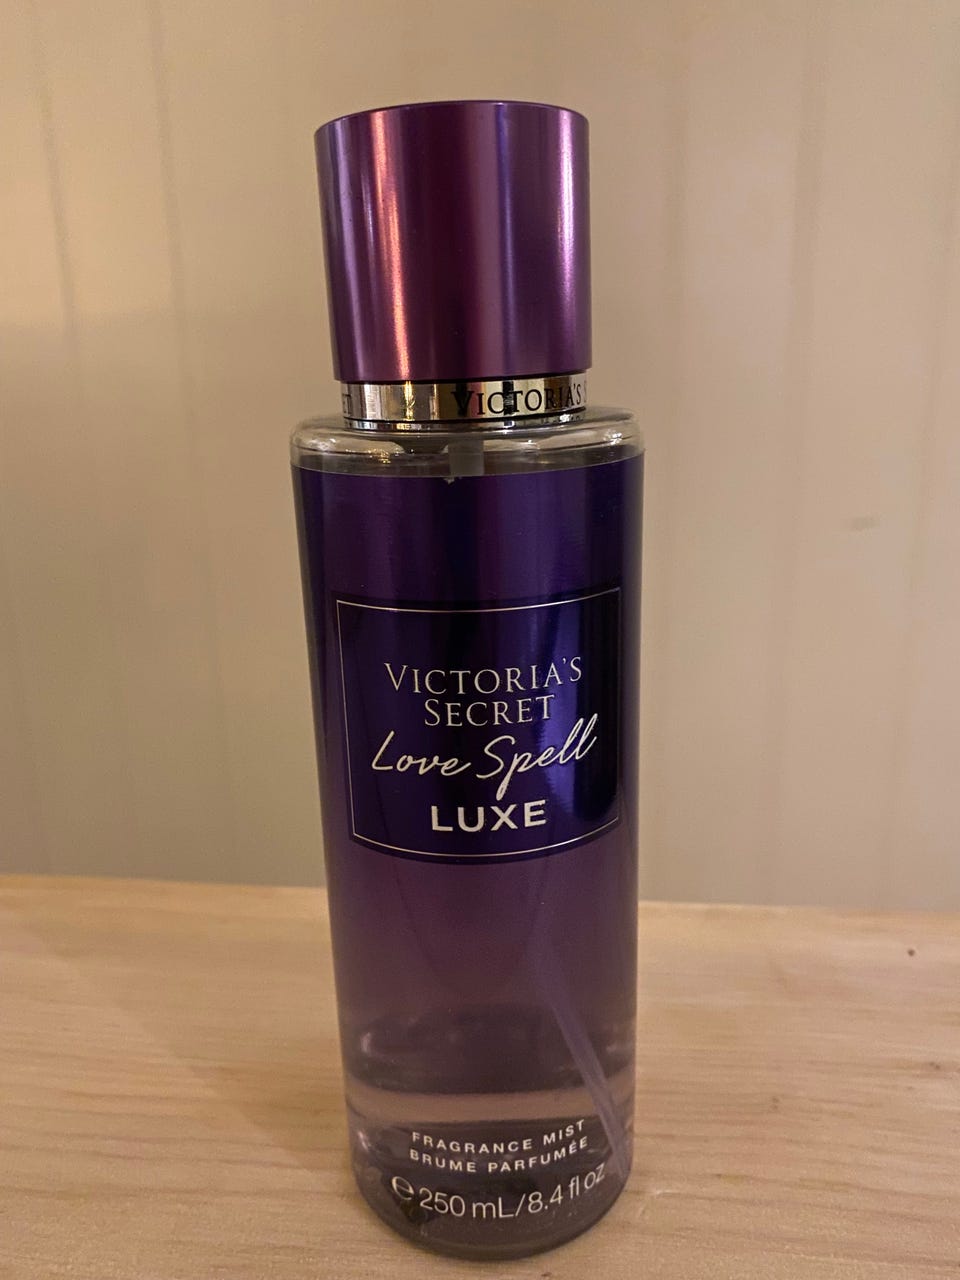 VICTORIA'S S
VICTORIA'S
SECRET
Love Spell
LUXE
FRAGRANCE MIST
BRUME PARFUMÉE
℮ 250 mL/8.4 fl oz